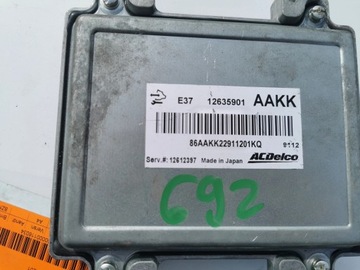 E37 12635901 AAKK
86AAKK22911201KQ 9112
Serv.#: 12612397 Made in Japan ACDelco
692